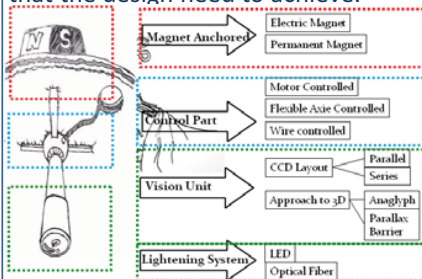 that the design need to achieve.
N S
Magnet Anchored
Electric Magnet
Permanent Magnet
Control Part
Motor Controlled
Flexible Axie Controlled
Wire controlled
Vision Unit
CCD Layout
Parallel
Series
Approach to 3D
Anaglyph
Parallax
Barrier
Lightening System
LED
Optical Fiber